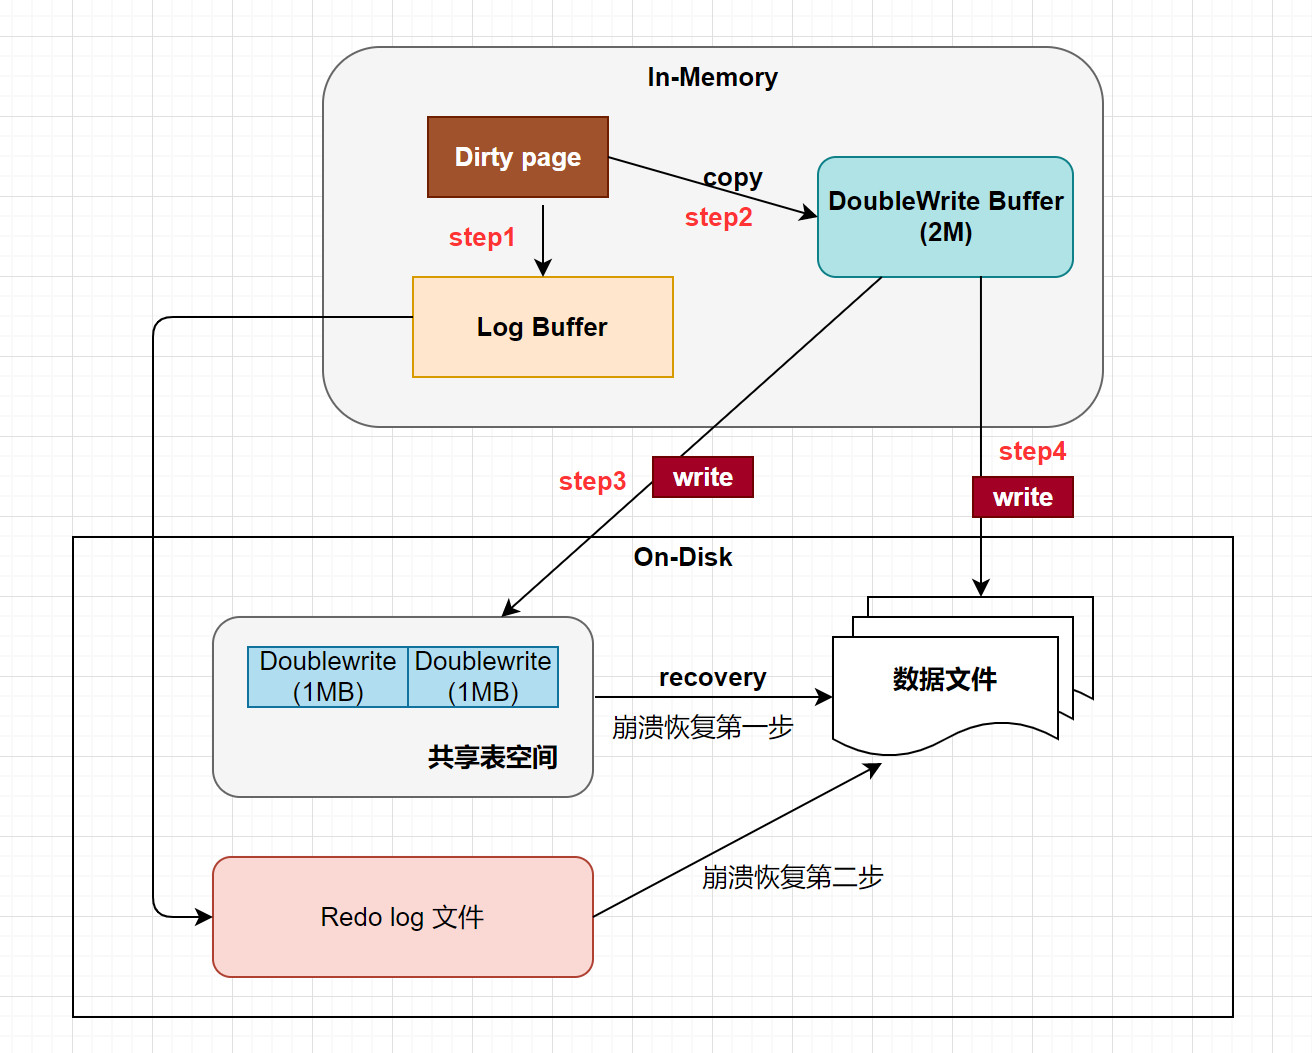 In-Memory
Dirty page
copy
step2
DoubleWrite Buffer
(2M)
step1
Log Buffer
step4
step3
write
write
On-Disk
Doublewrite
(1MB)
Doublewrite
(1MB)
共享表空间
recovery
崩溃恢复第一步
数据文件
崩溃恢复第二步
Redo log 文件